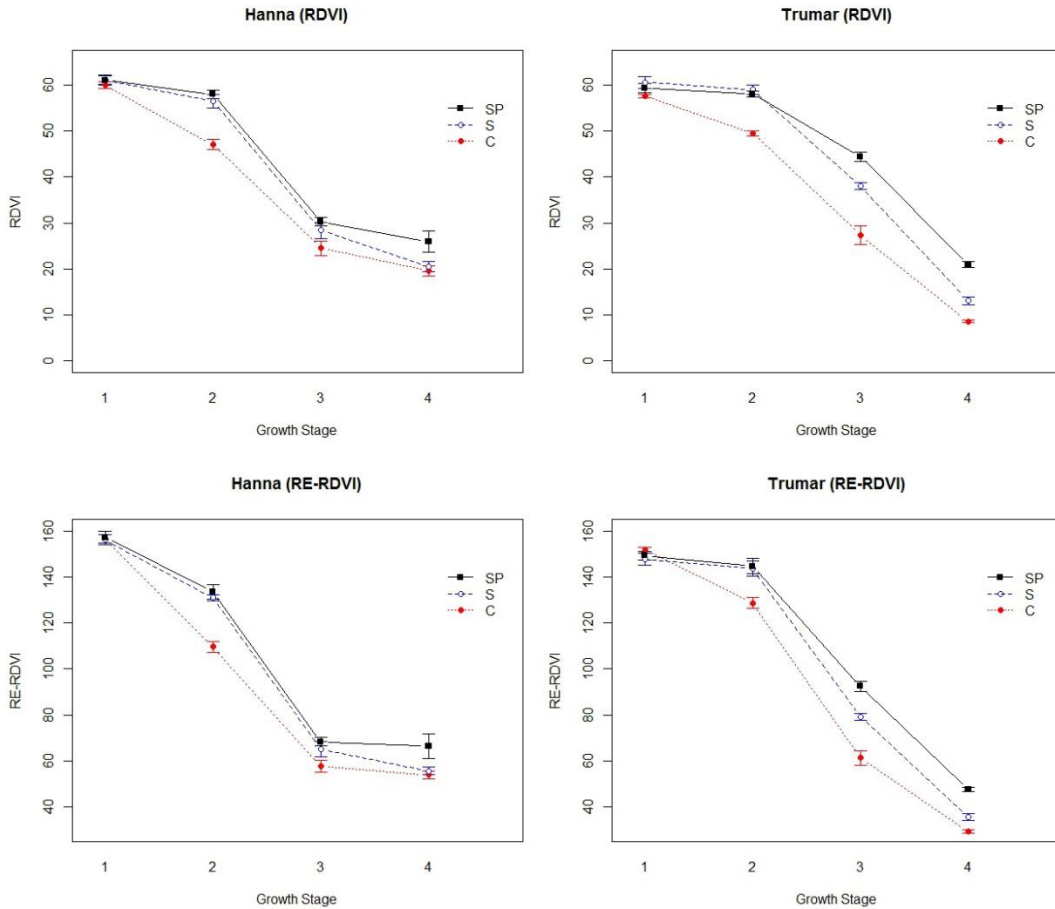 Hanna (RDVI)
RDVI
60
50
40
30
20
10
0
SP
S
C
1 2 3 4
Growth Stage
Trumar (RDVI)
RDVI
60
50
40
30
20
10
0
SP
S
C
1 2 3 4
Growth Stage
Hanna (RE-RDVI)
RE-RDVI
160
140
120
100
80
60
40
SP
S
C
1 2 3 4
Growth Stage
Trumar (RE-RDVI)
RE-RDVI
160
140
120
100
80
60
40
SP
S
C
1 2 3 4
Growth Stage